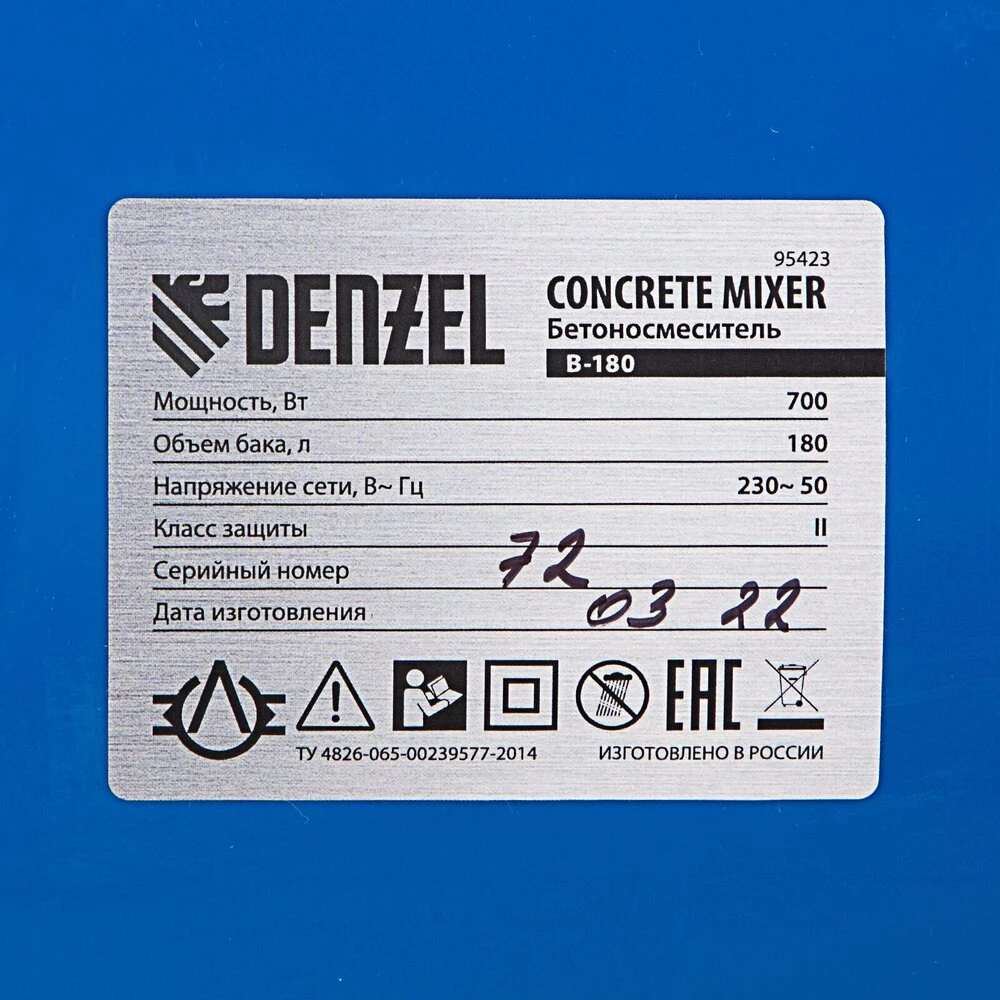 95423
DENZEL
CONCRETE MIXER
Бетоносмеситель
B-180
Мощность, Вт 700
Объем бака, л 180
Напряжение сети, В~ Гц 230~ 50
Класс защиты II
Серийный номер 72
Дата изготовления 03 22
EAC
ТУ 4826-065-00239577-2014
ИЗГОТОВЛЕНО В РОССИИ